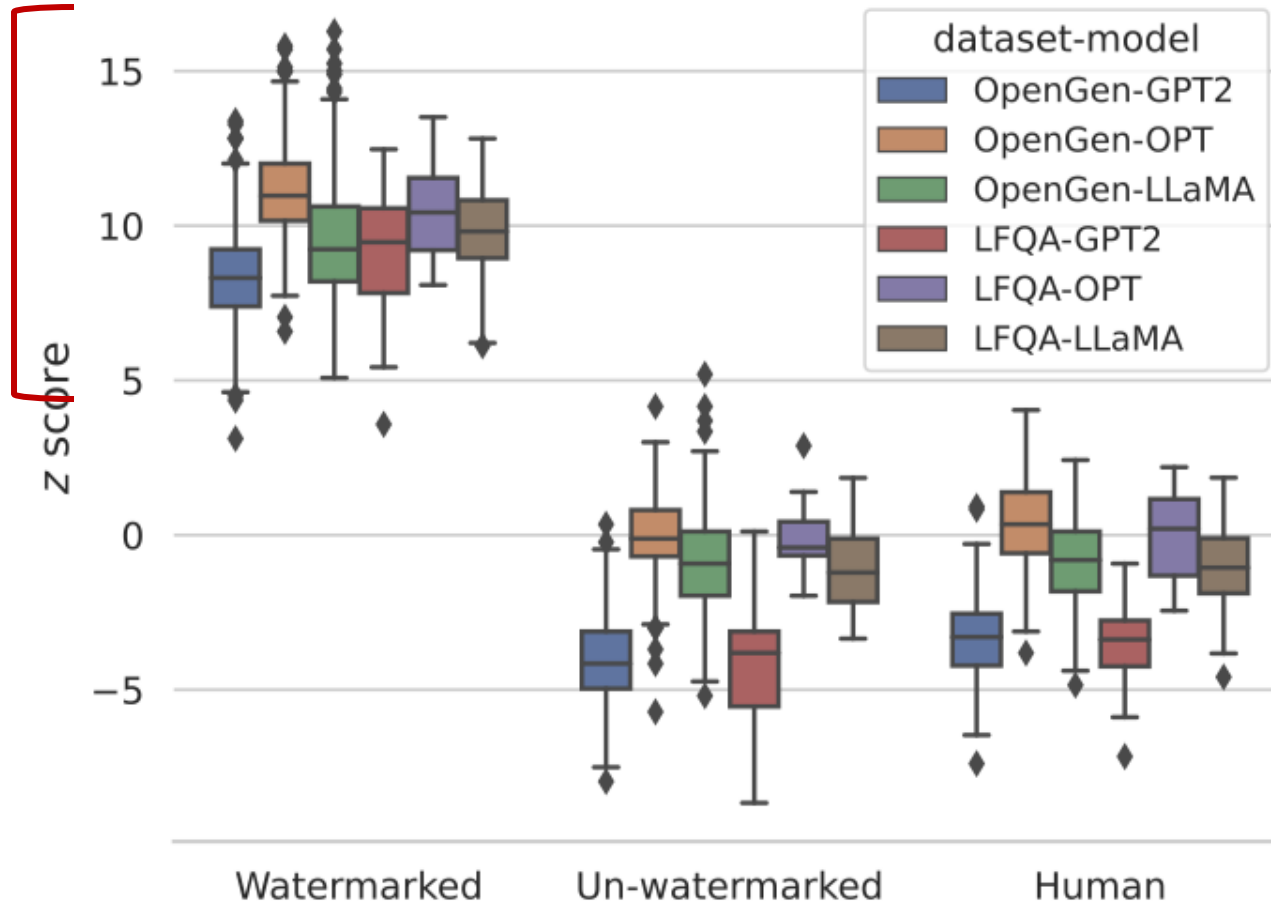 15
10
5
0
−5
z score
dataset-model
OpenGen-GPT2
OpenGen-OPT
OpenGen-LLaMA
LFQA-GPT2
LFQA-OPT
LFQA-LLaMA
Watermarked Un-watermarked Human